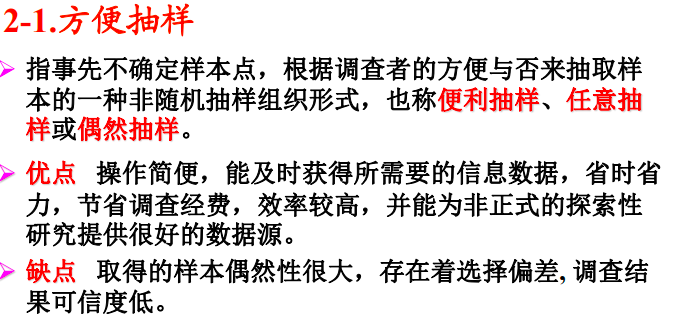 2-1.方便抽样
指事先不确定样本点，根据调查者的方便与否来抽取样
本的一种非随机抽样组织形式，也称便利抽样、任意抽
样或偶然抽样。
优点 操作简便，能及时获得所需要的信息数据，省时省
力，节省调查经费，效率较高，并能为非正式的探索性
研究提供很好的数据源。
缺点 取得的样本偶然性很大，存在着选择偏差,调查结
果可信度低。